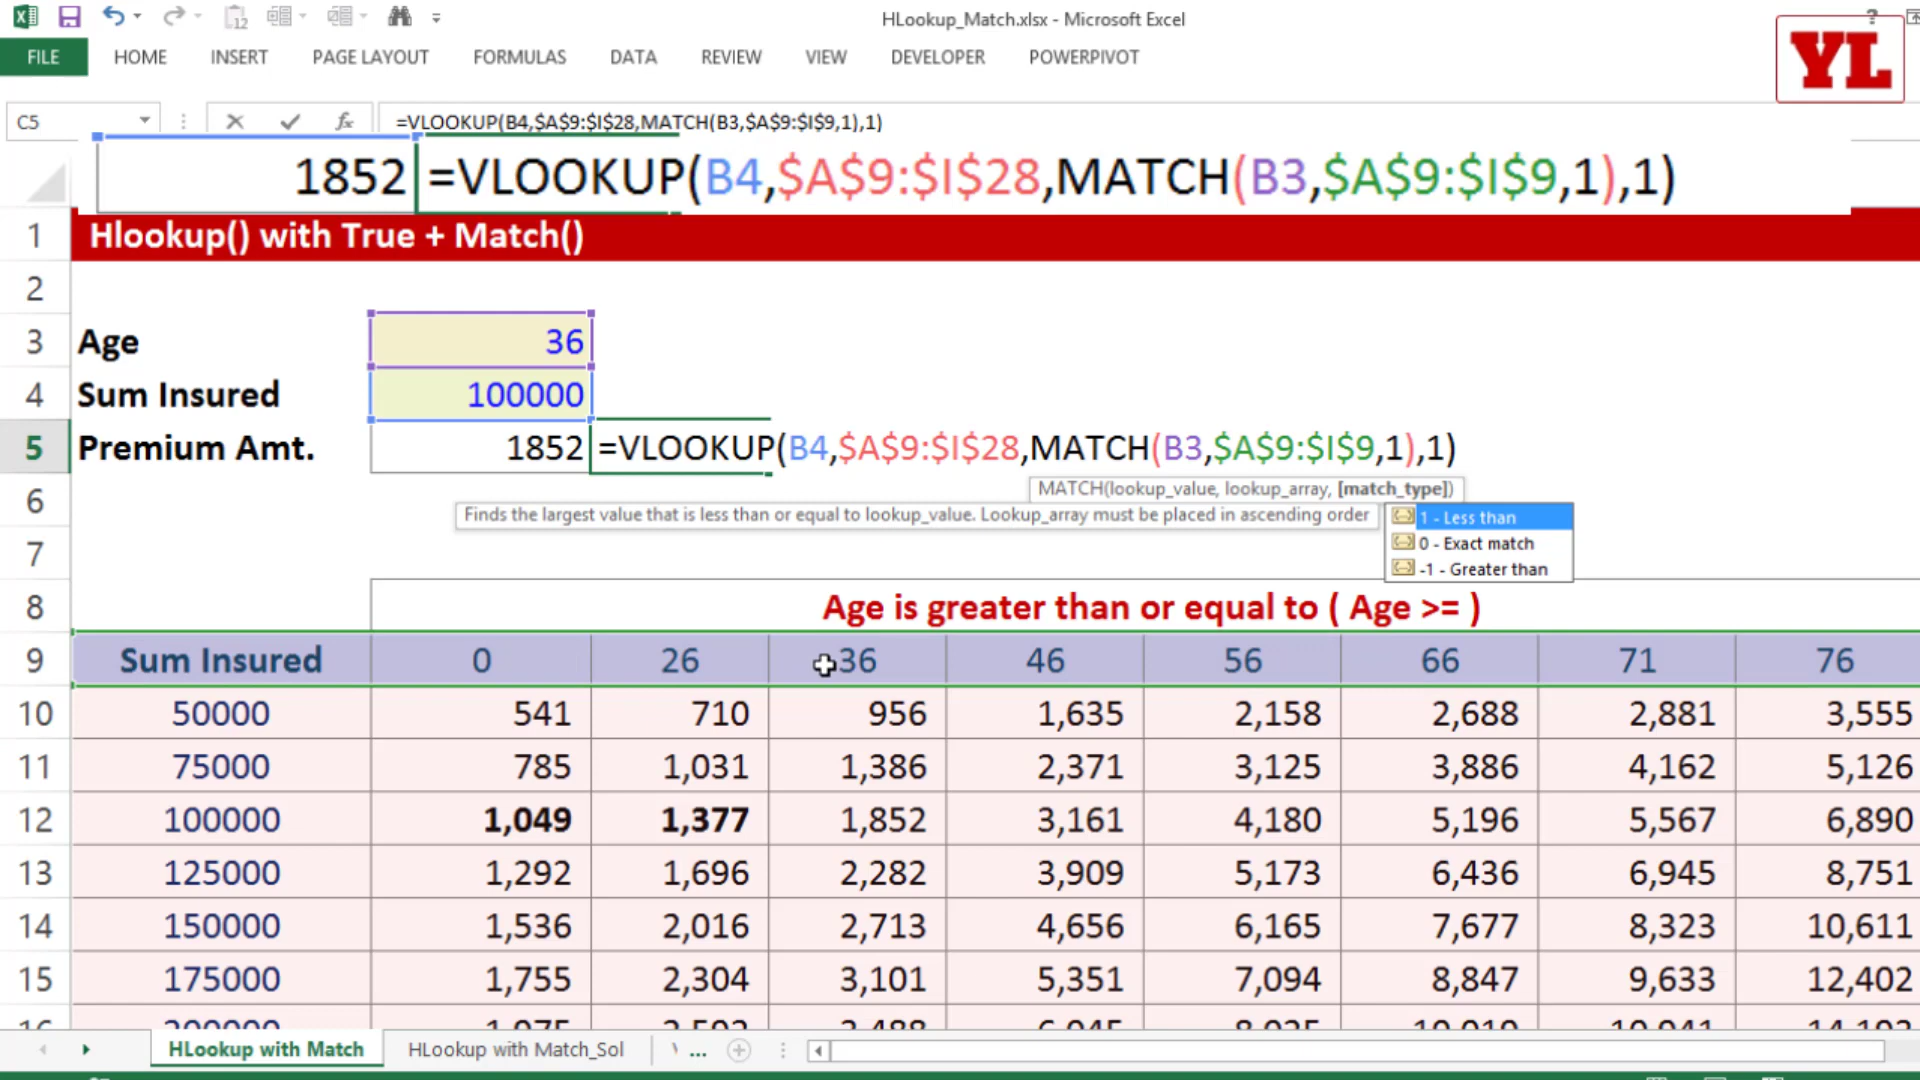 12
HLookup_Match.xlsx - Microsoft Excel
?
YL
FILE HOME INSERT PAGE LAYOUT FORMULAS DATA REVIEW VIEW DEVELOPER POWERPIVOT
C5 fx =VLOOKUP(B4,$A$9:$I$28,MATCH(B3,$A$9:$I$9,1),1)
1852 =VLOOKUP(B4,$A$9:$I$28,MATCH(B3,$A$9:$I$9,1),1)
1 Hlookup() with True + Match()
2
3 Age 36
4 Sum Insured 100000
5 Premium Amt. 1852 =VLOOKUP(B4,$A$9:$I$28,MATCH(B3,$A$9:$I$9,1),1)
MATCH(lookup_value, lookup_array, [match_type])
6 Finds the largest value that is less than or equal to lookup_value. Lookup_array must be placed in ascending order
1 - Less than
0 - Exact match
-1 - Greater than
7
8 Age is greater than or equal to ( Age >= )
9 Sum Insured 0 26 36 46 56 66 71 76
10 50000 541 710 956 1,635 2,158 2,688 2,881 3,555
11 75000 785 1,031 1,386 2,371 3,125 3,886 4,162 5,126
12 100000 1,049 1,377 1,852 3,161 4,180 5,196 5,567 6,890
13 125000 1,292 1,696 2,282 3,909 5,173 6,436 6,945 8,751
14 150000 1,536 2,016 2,713 4,656 6,165 7,677 8,323 10,611
15 175000 1,755 2,304 3,101 5,351 7,094 8,847 9,633 12,402
HLookup with Match HLookup with Match_Sol ...